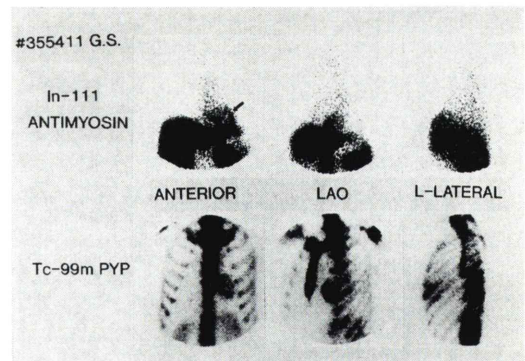 #355411 G.S.
In-111
ANTIMYOSIN
ANTERIOR LAO L-LATERAL
Tc-99m PYP